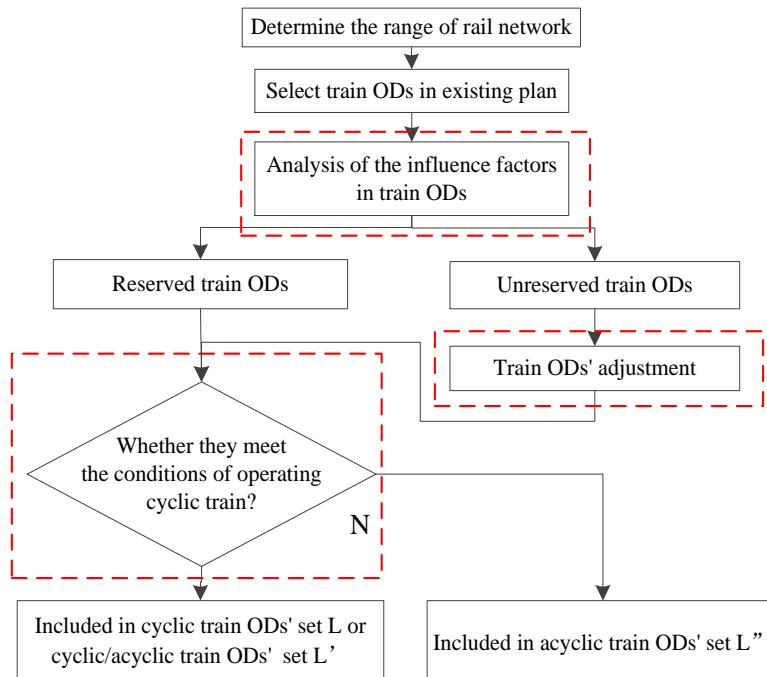 Determine the range of rail network
Select train ODs in existing plan
Analysis of the influence factors
in train ODs
Reserved train ODs
Unreserved train ODs
Train ODs' adjustment
Whether they meet
the conditions of operating
cyclic train?
N
Included in cyclic train ODs' set L or
cyclic/acyclic train ODs' set L’
Included in acyclic train ODs' set L”